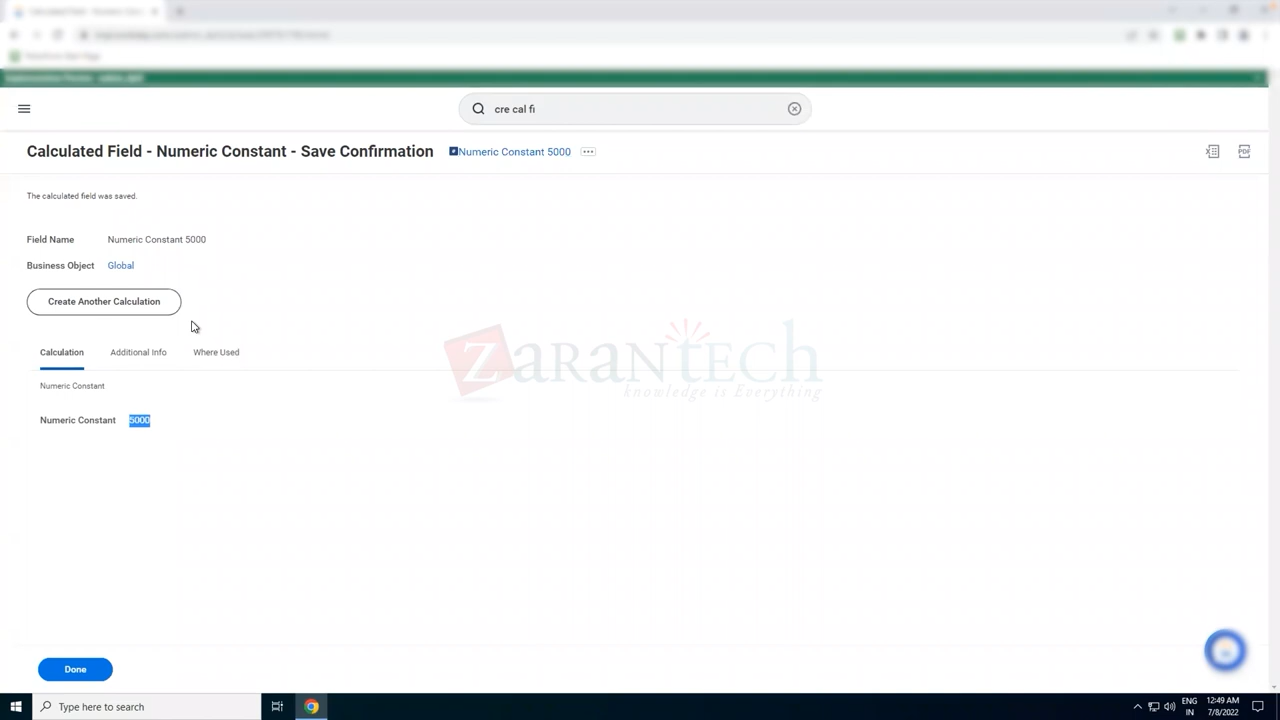 cre cal fi
Calculated Field - Numeric Constant - Save Confirmation
Numeric Constant 5000
PDF
The calculated field was saved.
Field Name Numeric Constant 5000
Business Object Global
Create Another Calculation
Calculation Additional Info Where Used
Numeric Constant
Numeric Constant 5000
ZaranTech
knowledge is Everything
Done
Type here to search
ENG
IN
12:49 AM
7/8/2022